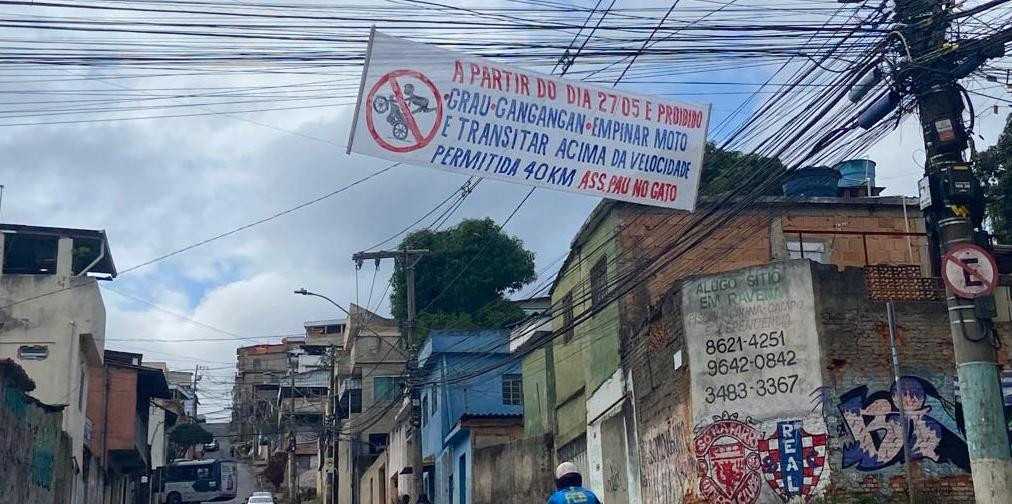 A PARTIR DO DIA 27/05 E PROIBIDO
•GRAU•GANGANGAN•EMPINAR MOTO
E TRANSITAR ACIMA DA VELOCIDADE
PERMITIDA 40KM ASS.PAU NO GATO
E
ALUGO SÍTIO
EM RAVENA
8621-4251
9642-0842
3483-3367
REAL